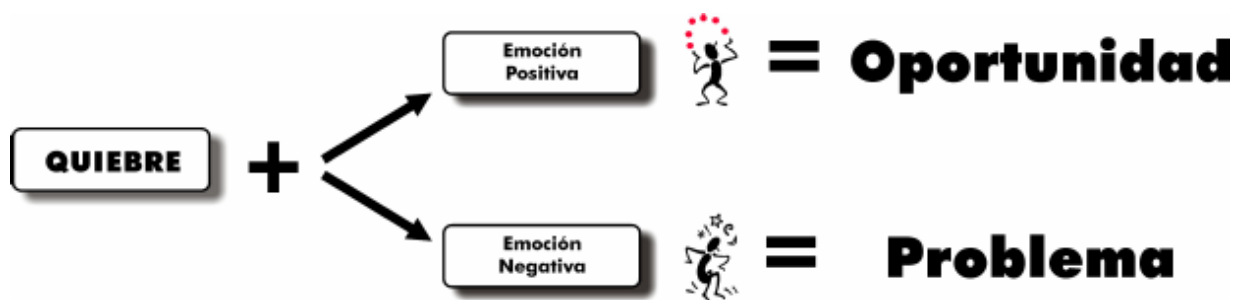 QUIEBRE
+
Emoción
Positiva
= Oportunidad
Emoción
Negativa
= Problema